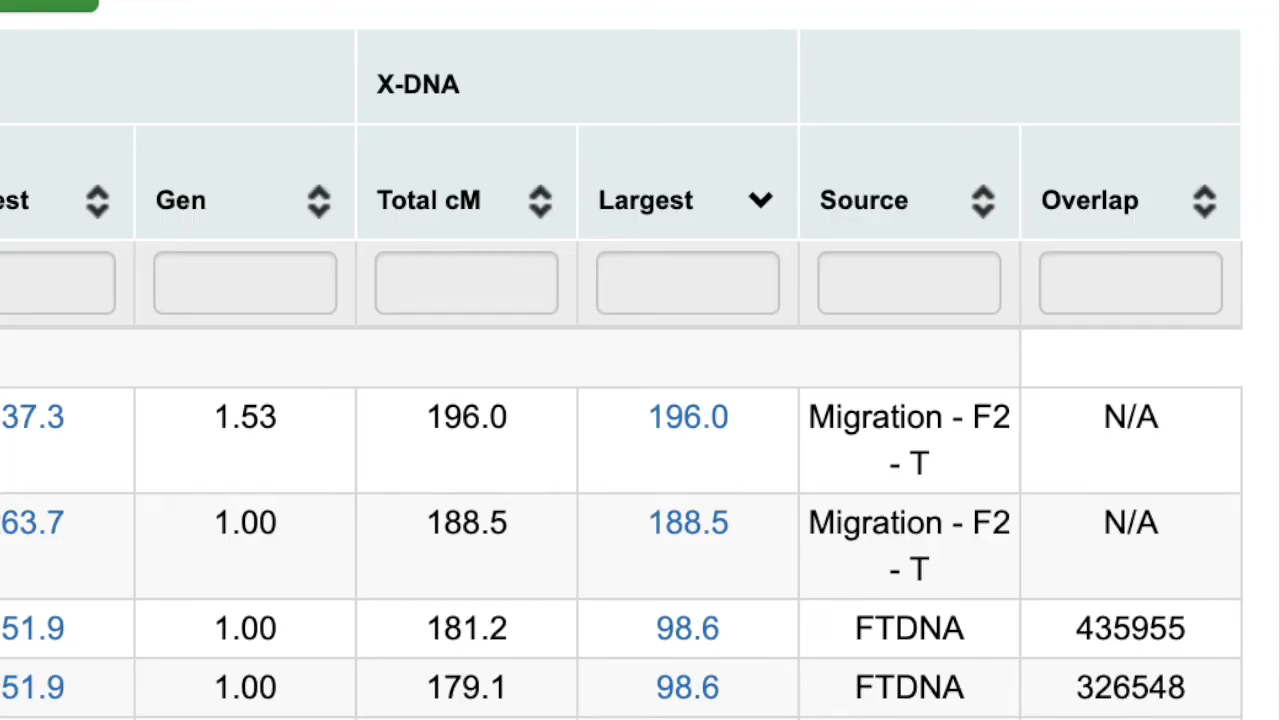 X-DNA
est Gen Total cM Largest Source Overlap
37.3 1.53 196.0 196.0 Migration - F2 N/A
- T
63.7 1.00 188.5 188.5 Migration - F2 N/A
- T
51.9 1.00 181.2 98.6 FTDNA 435955
51.9 1.00 179.1 98.6 FTDNA 326548